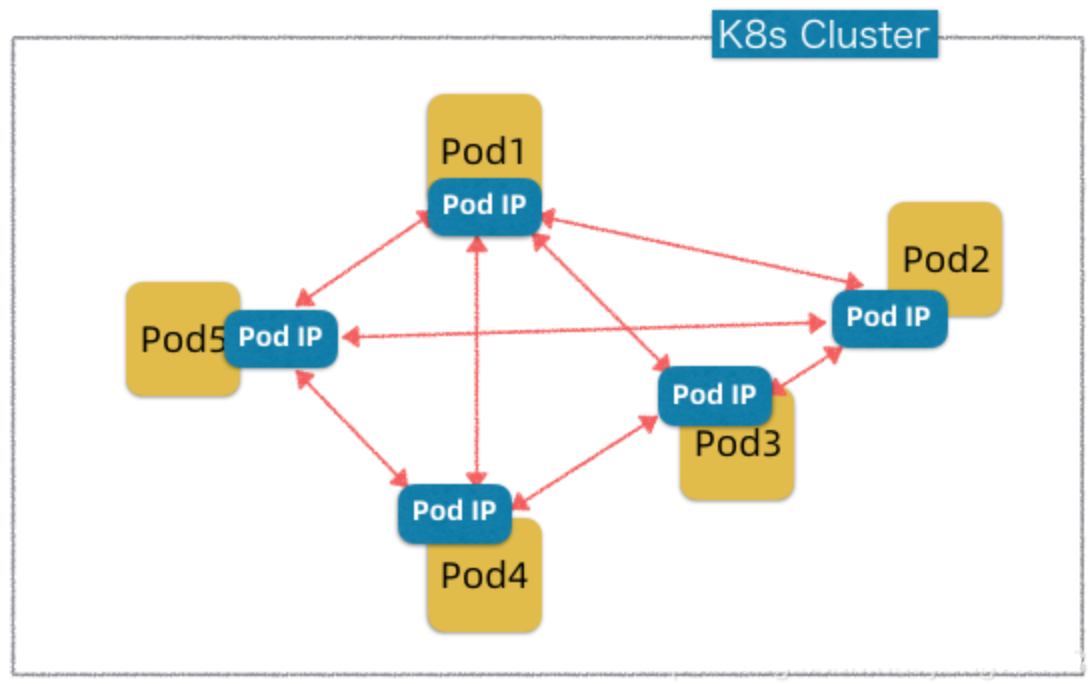 K8s Cluster
Pod1
Pod IP
Pod2
Pod IP
Pod5
Pod IP
Pod IP
Pod3
Pod IP
Pod4